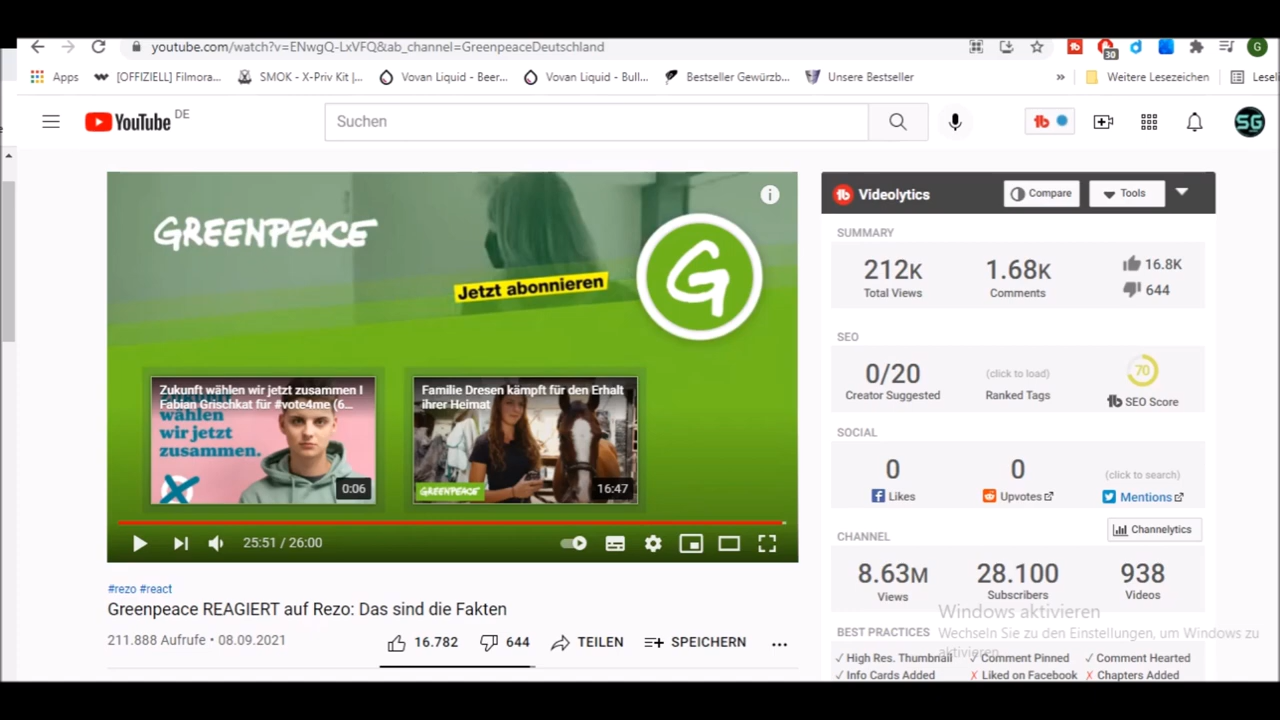 youtube.com/watch?v=ENwgQ-LxVFQ&ab_channel=GreenpeaceDeutschland
30
G
Apps
[OFFIZIELL] Filmora...
SMOK - X-Priv Kit |...
Vovan Liquid - Beer...
Vovan Liquid - Bull...
Bestseller Gewürzb...
Unsere Bestseller
»
Weitere Lesezeichen
Lesel
YouTube DE
Suchen
tb
SG
GREENPEACE
Jetzt abonnieren
G
Zukunft wählen wir jetzt zusammen I
Fabian Grischkat für #vote4me (6...
wählen
wir jetzt
zusammen.
0:06
Familie Dresen kämpft für den Erhalt
ihrer Heimat
GREENPEACE
16:47
25:51 / 26:00
#rezo #react
Greenpeace REAGIERT auf Rezo: Das sind die Fakten
211.888 Aufrufe • 08.09.2021
16.782
644
TEILEN
SPEICHERN
...
tb Videolytics
Compare
Tools
SUMMARY
212K
Total Views
1.68K
Comments
16.8K
644
SEO
0/20
Creator Suggested
(click to load)
Ranked Tags
70
tb SEO Score
SOCIAL
0
Likes
0
Upvotes
(click to search)
Mentions
Channelytics
CHANNEL
8.63M
Views
28.100
Subscribers
938
Videos
Windows aktivieren
Wechseln Sie zu den Einstellungen, um Windows zu
aktivieren.
BEST PRACTICES
✓ High Res. Thumbnail
✓ Comment Pinned
✓ Comment Hearted
✓ Info Cards Added
✗ Liked on Facebook
✗ Chapters Added